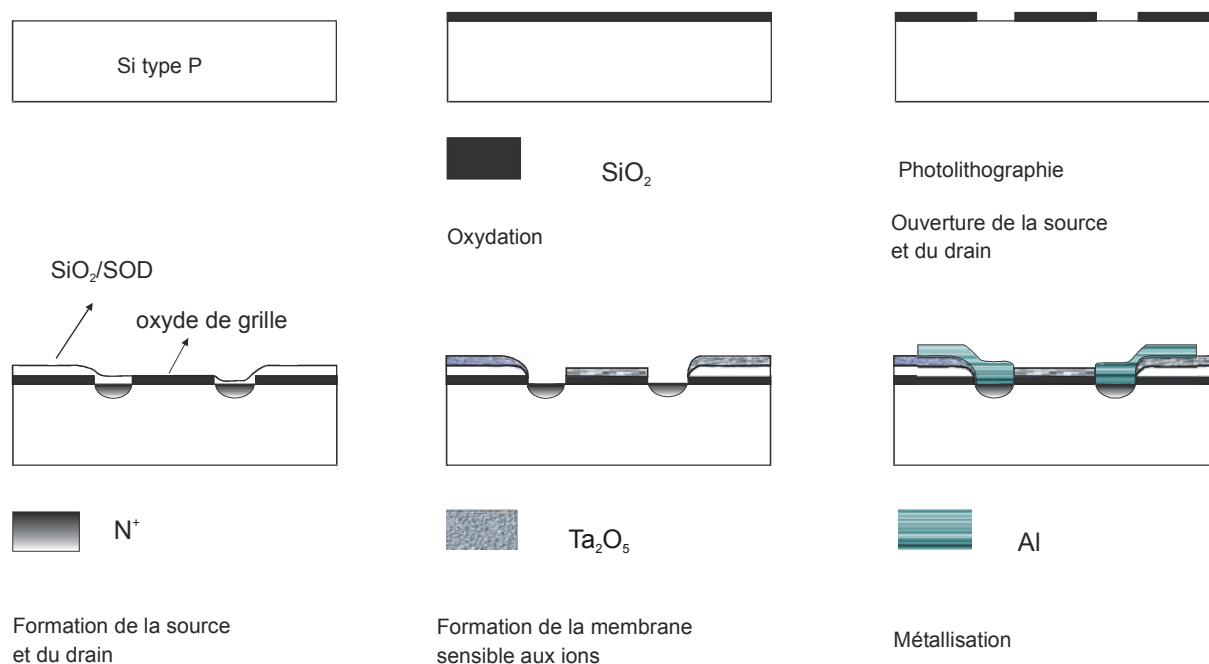 Si type P
SiO₂
Oxydation
Photolithographie
Ouverture de la source
et du drain
SiO₂/SOD
oxyde de grille
N⁺
Formation de la source
et du drain
Ta₂O₅
Formation de la membrane
sensible aux ions
Al
Métallisation